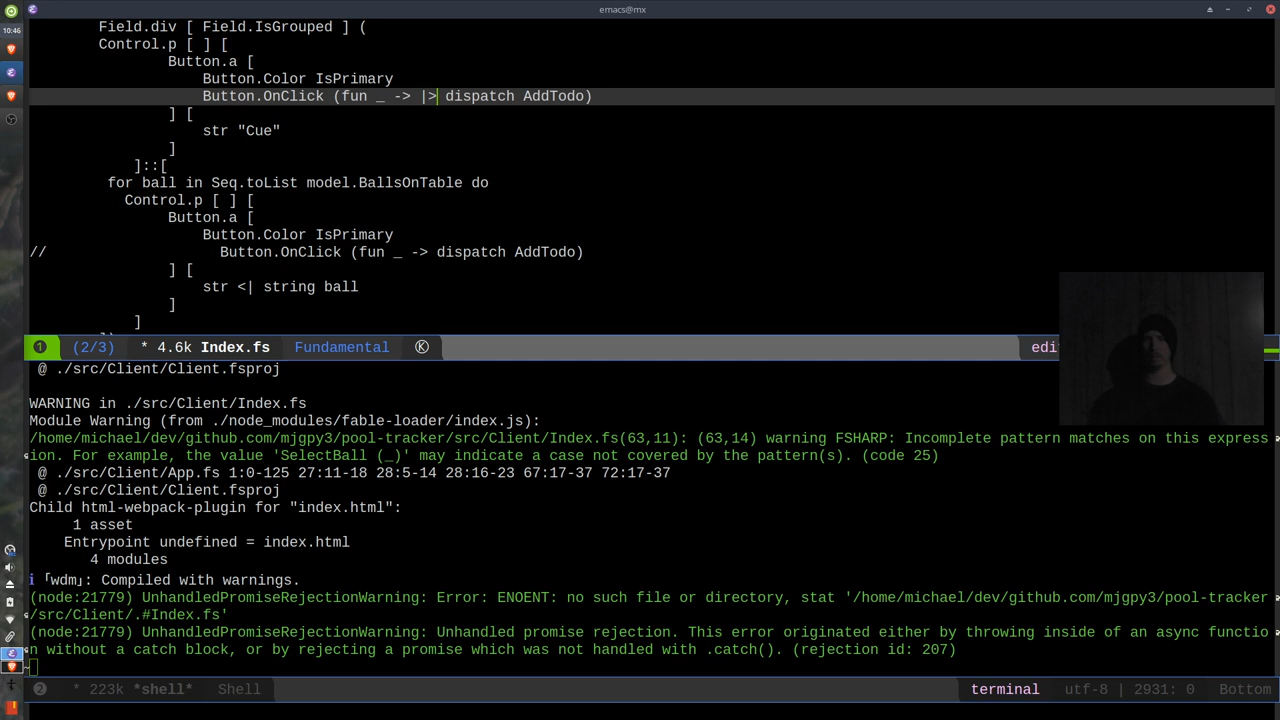 emacs@mx
10:46
Field.div [ Field.IsGrouped ] (
Control.p [ ] [
Button.a [
Button.Color IsPrimary
Button.OnClick (fun _ -> |> dispatch AddTodo)
] [
str "Cue"
]
]::[
for ball in Seq.toList model.BallsOnTable do
Control.p [ ] [
Button.a [
Button.Color IsPrimary
// Button.OnClick (fun _ -> dispatch AddTodo)
] [
str <| string ball
]
]
1 (2/3) * 4.6k Index.fs Fundamental K edi
@ ./src/Client/Client.fsproj
WARNING in ./src/Client/Index.fs
Module Warning (from ./node_modules/fable-loader/index.js):
/home/michael/dev/github.com/mjgpy3/pool-tracker/src/Client/Index.fs(63,11): (63,14) warning FSHARP: Incomplete pattern matches on this express
ion. For example, the value 'SelectBall (_)' may indicate a case not covered by the pattern(s). (code 25)
@ ./src/Client/App.fs 1:0-125 27:11-18 28:5-14 28:16-23 67:17-37 72:17-37
@ ./src/Client/Client.fsproj
Child html-webpack-plugin for "index.html":
1 asset
Entrypoint undefined = index.html
4 modules
i ｢wdm｣: Compiled with warnings.
(node:21779) UnhandledPromiseRejectionWarning: Error: ENOENT: no such file or directory, stat '/home/michael/dev/github.com/mjgpy3/pool-tracker
/src/Client/.#Index.fs'
(node:21779) UnhandledPromiseRejectionWarning: Unhandled promise rejection. This error originated either by throwing inside of an async functio
n without a catch block, or by rejecting a promise which was not handled with .catch(). (rejection id: 207)
2 * 223k *shell* Shell terminal utf-8 | 2931: 0 Bottom